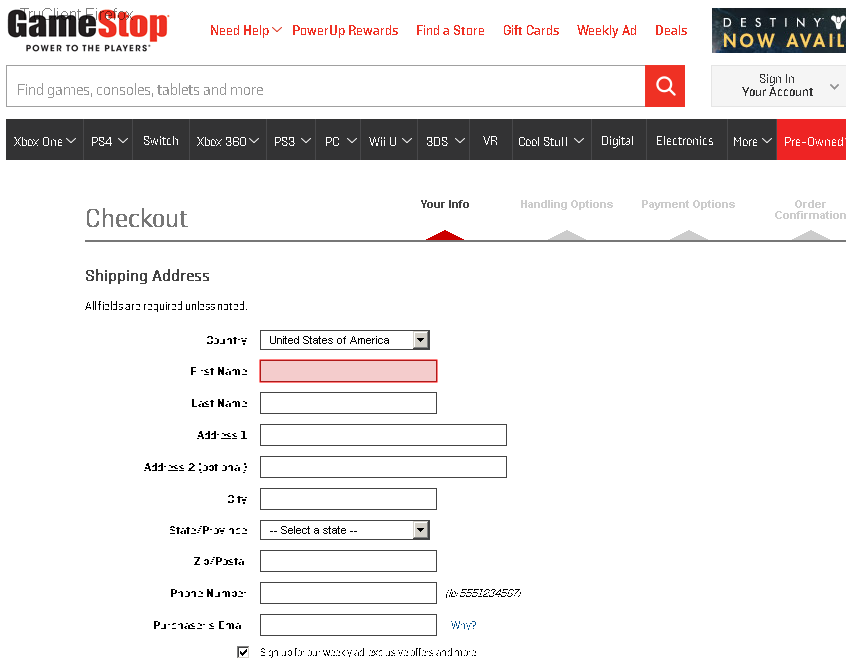 TruClient Firefox
GameStop
POWER TO THE PLAYERS
Need Help PowerUp Rewards Find a Store Gift Cards Weekly Ad Deals
DESTINY
NOW AVAIL
Find games, consoles, tablets and more
Sign In
Your Account
Xbox One PS4 Switch Xbox 360 PS3 PC Wii U 3DS VR Cool Stuff Digital Electronics More Pre-Owned
Checkout
Your Info Handling Options Payment Options Order
Confirmation
Shipping Address
All fields are required unless noted.
Country United States of America
First Name
Last Name
Address 1
Address 2 (optional)
City
State/Province -- Select a state --
Zip/Postal
Phone Number (ie: 5551234567)
Purchaser's Email Why?
Sign up for our weekly ad, exclusive offers and more